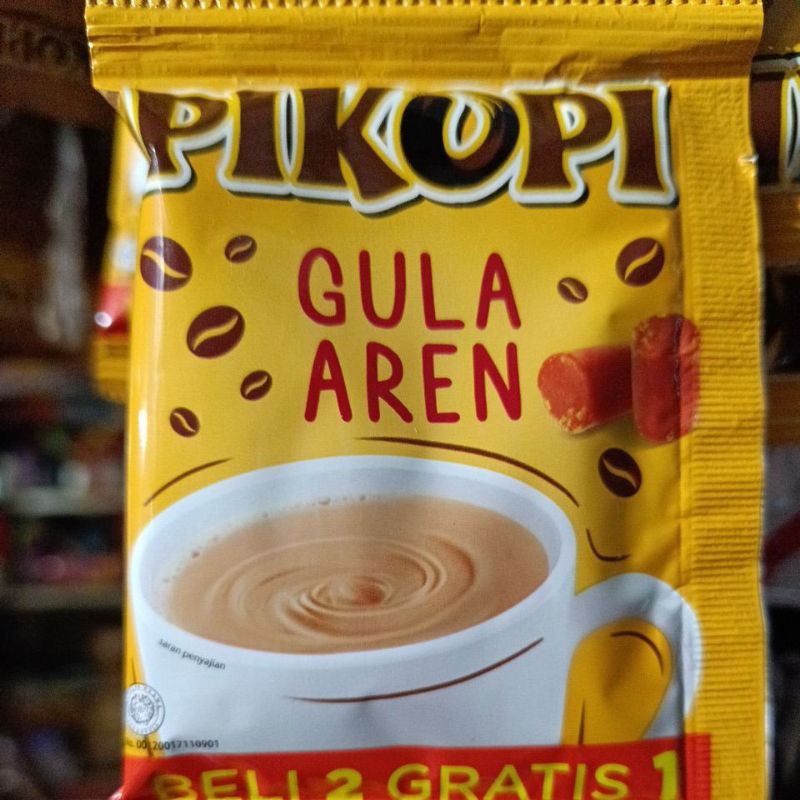 PIKOPI
GULA
AREN
saran penyajian
BELI 2 GRATIS 1